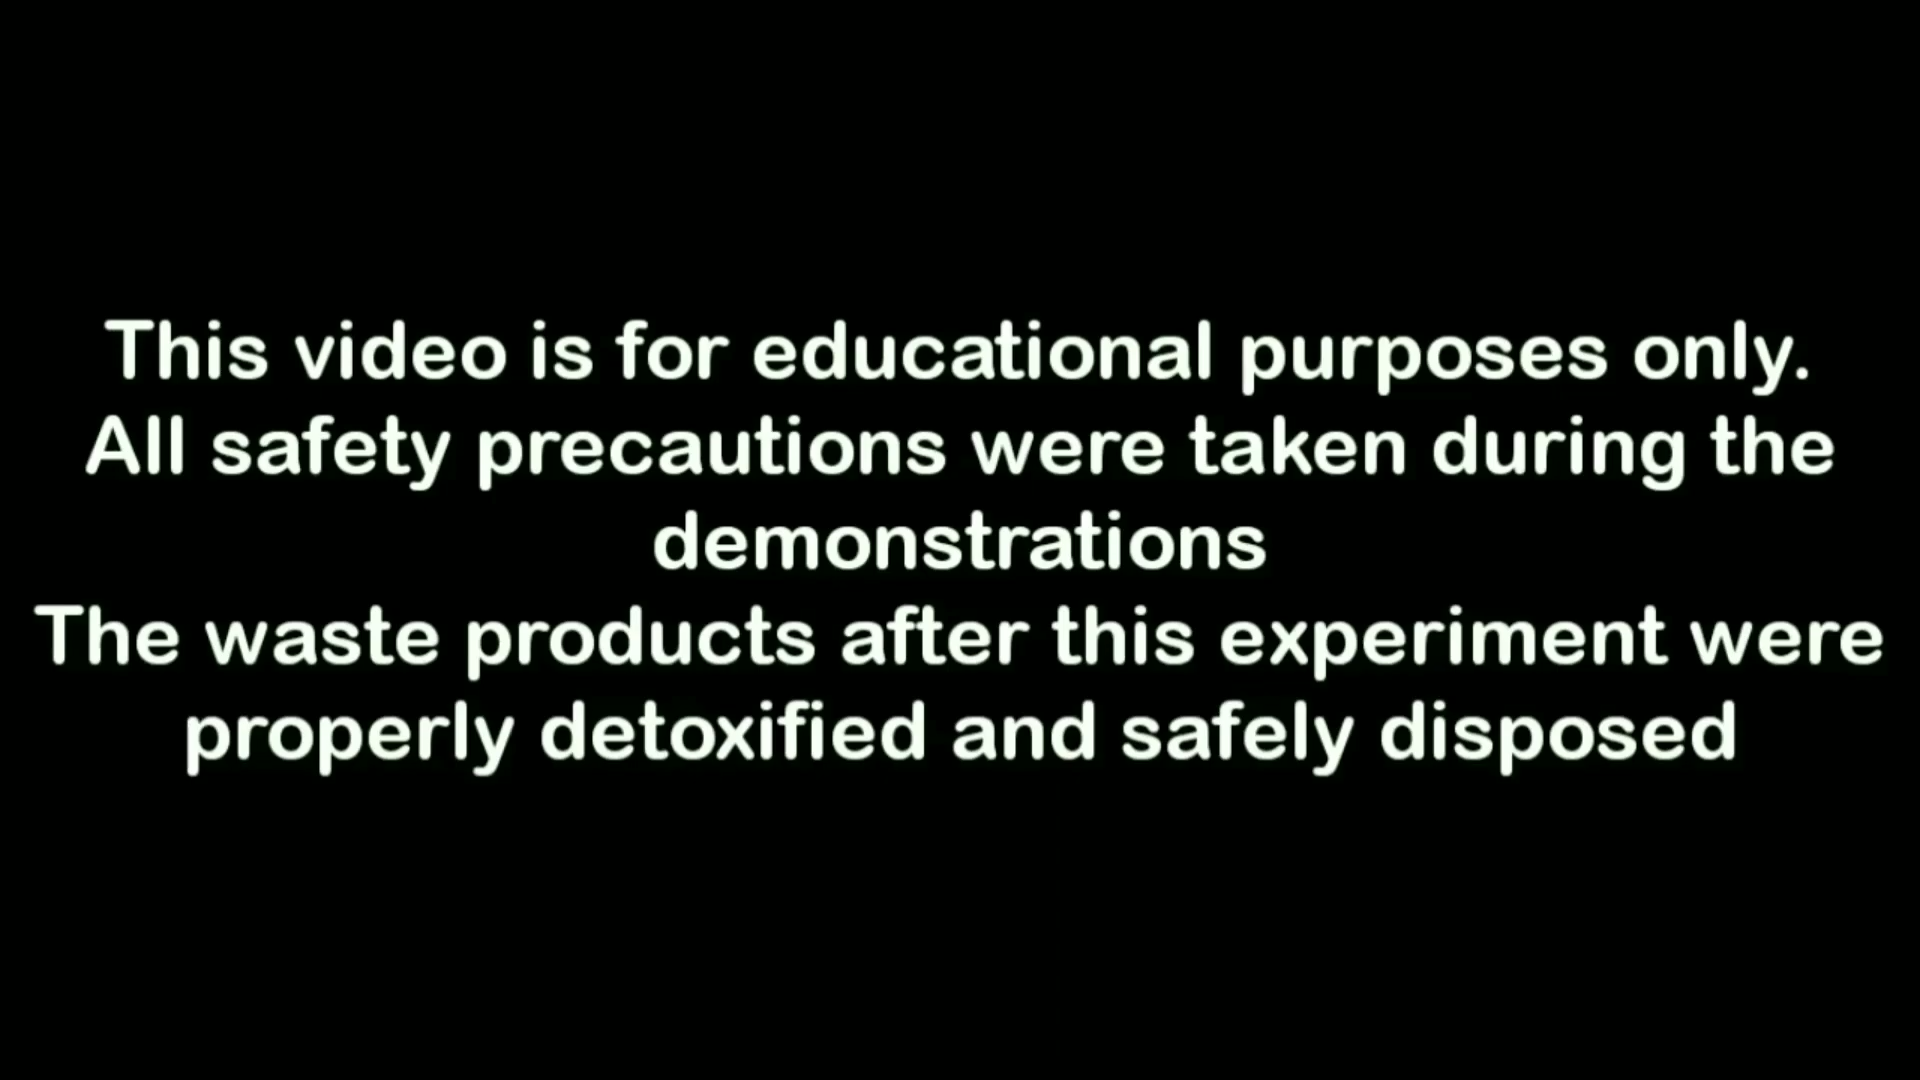 This video is for educational purposes only.
All safety precautions were taken during the
demonstrations
The waste products after this experiment were
properly detoxified and safely disposed